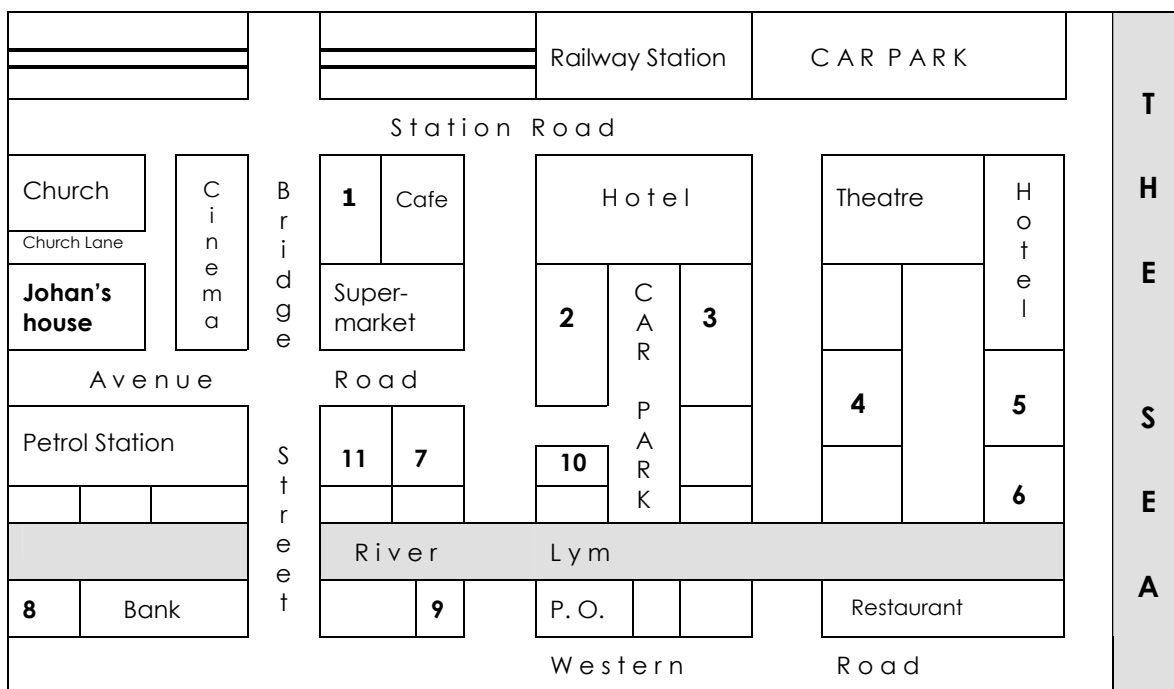 Railway Station
CAR PARK
Station Road
Church
Cinema
Bridge
1
Cafe
Hotel
Theatre
Hotel
Church Lane
Johan's
house
Super-
market
2
CAR PARK
3
Avenue Road
4
5
Petrol Station
Street
11
7
10
6
River Lym
8
Bank
9
P. O.
Restaurant
Western Road
THE SEA